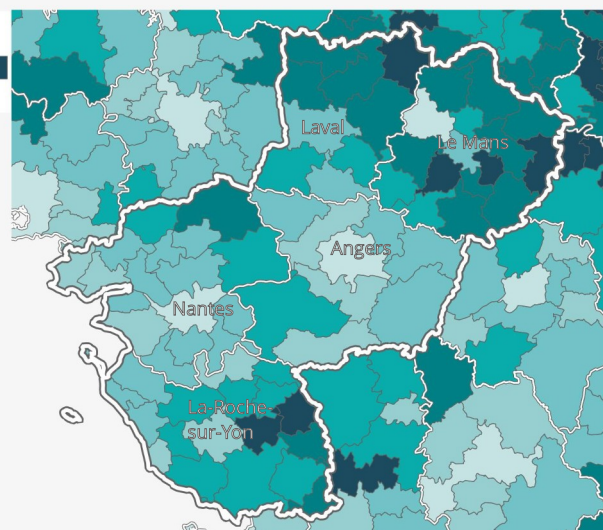 Laval
Le Mans
Angers
Nantes
La-Roche-
sur-Yon